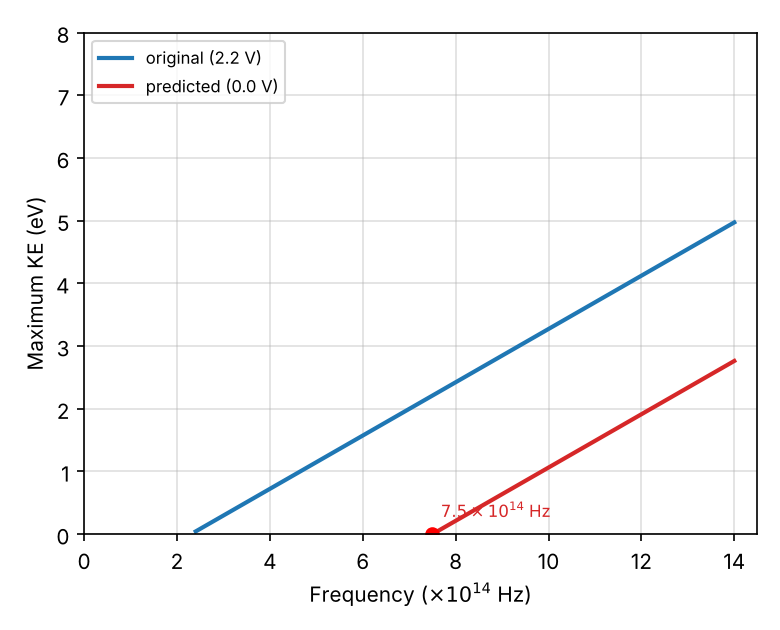 original (2.2 V)
predicted (0.0 V)
8
7
6
5
4
3
2
1
0
Maximum KE (eV)
7.5 × 10¹⁴ Hz
0 2 4 6 8 10 12 14
Frequency (×10¹⁴ Hz)